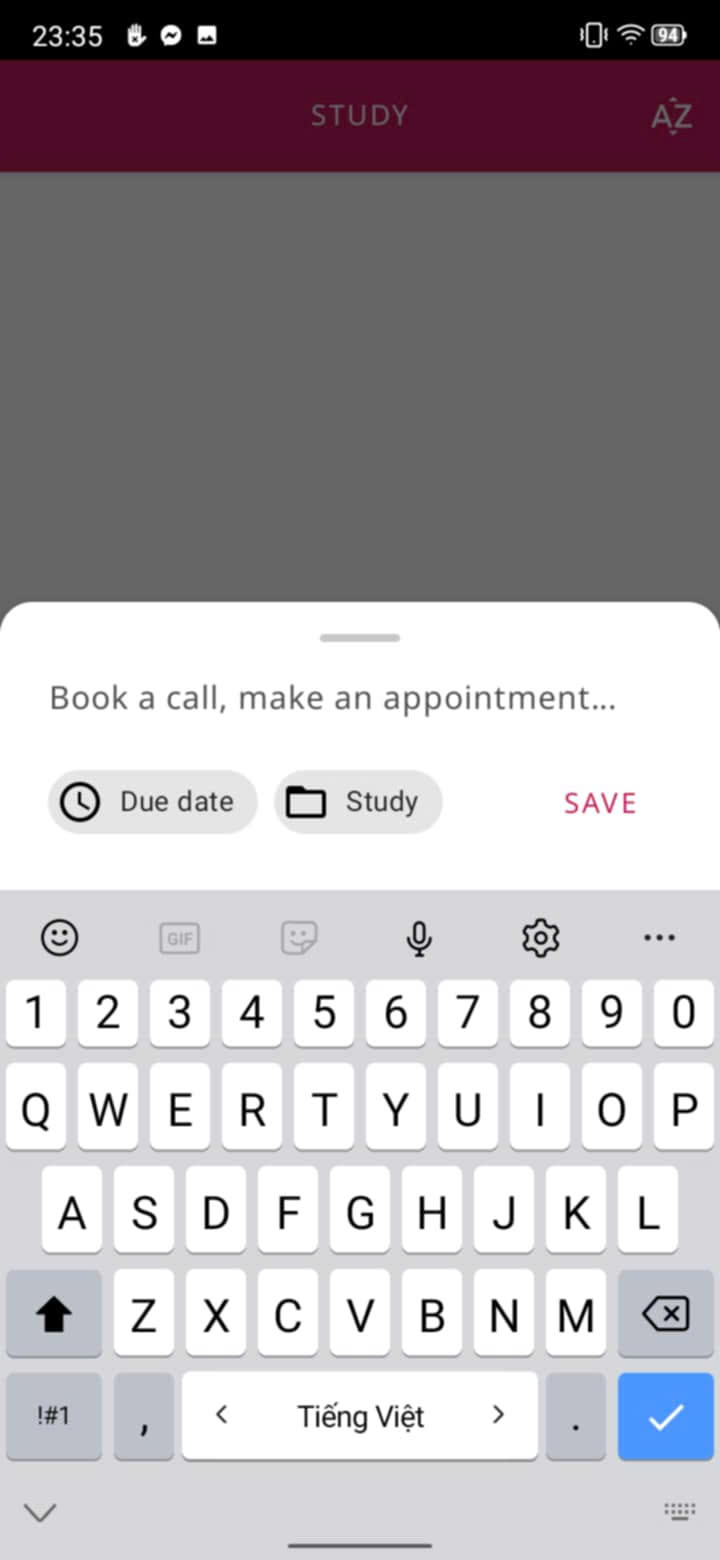 23:35 94
STUDY AZ
Book a call, make an appointment...
Due date Study SAVE
GIF
1 2 3 4 5 6 7 8 9 0
Q W E R T Y U I O P
A S D F G H J K L
Z X C V B N M
!#1 , < Tiếng Việt > .